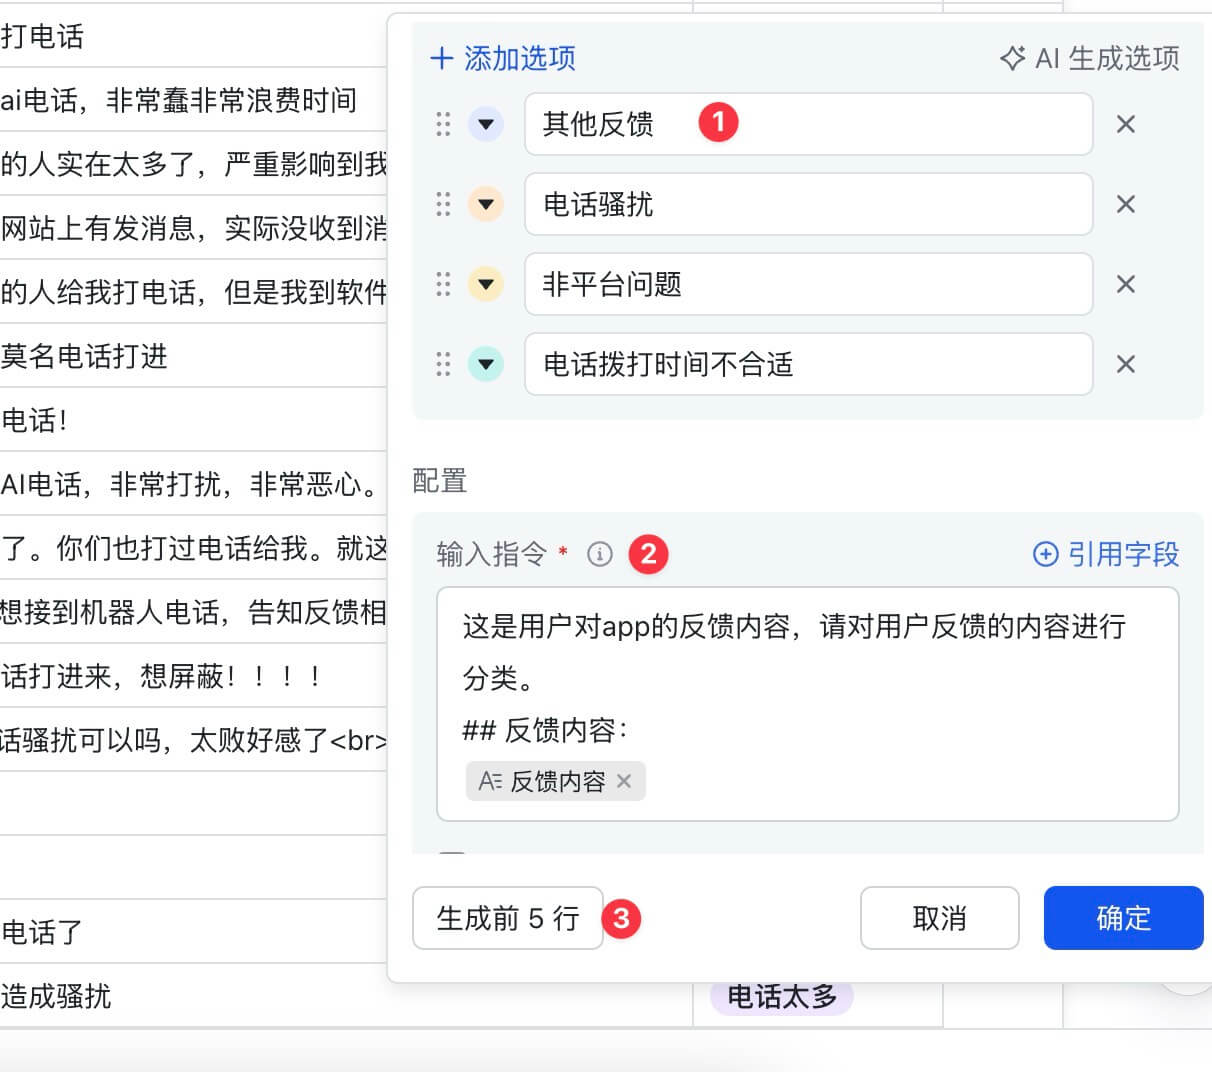 打电话
ai电话，非常蠢非常浪费时间
的人实在太多了，严重影响到我
网站上有发消息，实际没收到消
的人给我打电话，但是我到软件
莫名电话打进
电话！
AI电话，非常打扰，非常恶心。
了。你们也打过电话给我。就这
想接到机器人电话，告知反馈相
话打进来，想屏蔽！！！！
话骚扰可以吗，太败好感了<br>
电话了
造成骚扰
添加选项
AI 生成选项
其他反馈
1
电话骚扰
非平台问题
电话拨打时间不合适
配置
输入指令 *
2
引用字段
这是用户对app的反馈内容，请对用户反馈的内容进行
分类。
## 反馈内容：
反馈内容
生成前 5 行
3
取消
确定
电话太多